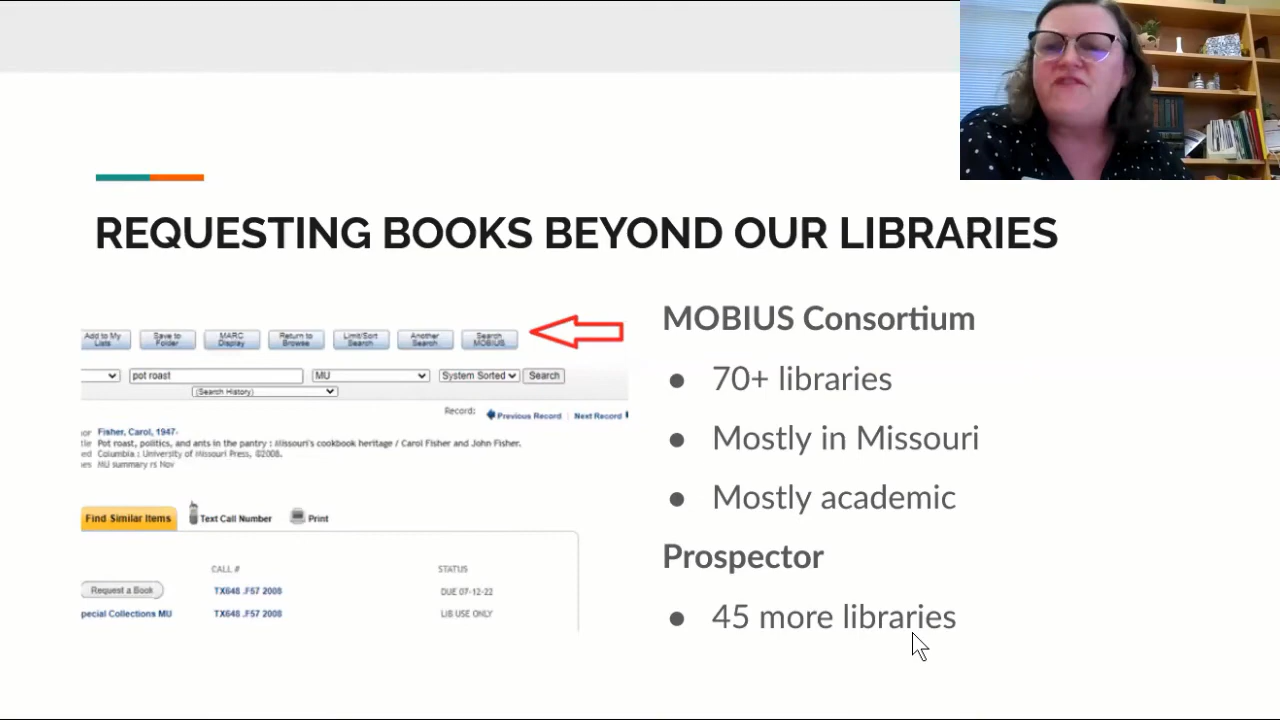 REQUESTING BOOKS BEYOND OUR LIBRARIES
Add to My Lists
Save to Folder
MARC Display
Return to Browse
Limit/Sort Search
Another Search
Search MOBIUS
pot roast
MU
System Sorted
Search
(Search History)
Record: Previous Record Next Record
or Fisher, Carol, 1947-
tle Pot roast, politics, and ants in the pantry : Missouri's cookbook heritage / Carol Fisher and John Fisher.
ed Columbia : University of Missouri Press, ©2008.
es MU summary rs Nov
Find Similar Items
Text Call Number
Print
CALL # STATUS
Request a Book TX648 .F57 2008 DUE 07-12-22
pecial Collections MU TX648 .F57 2008 LIB USE ONLY
MOBIUS Consortium
● 70+ libraries
● Mostly in Missouri
● Mostly academic
Prospector
● 45 more libraries